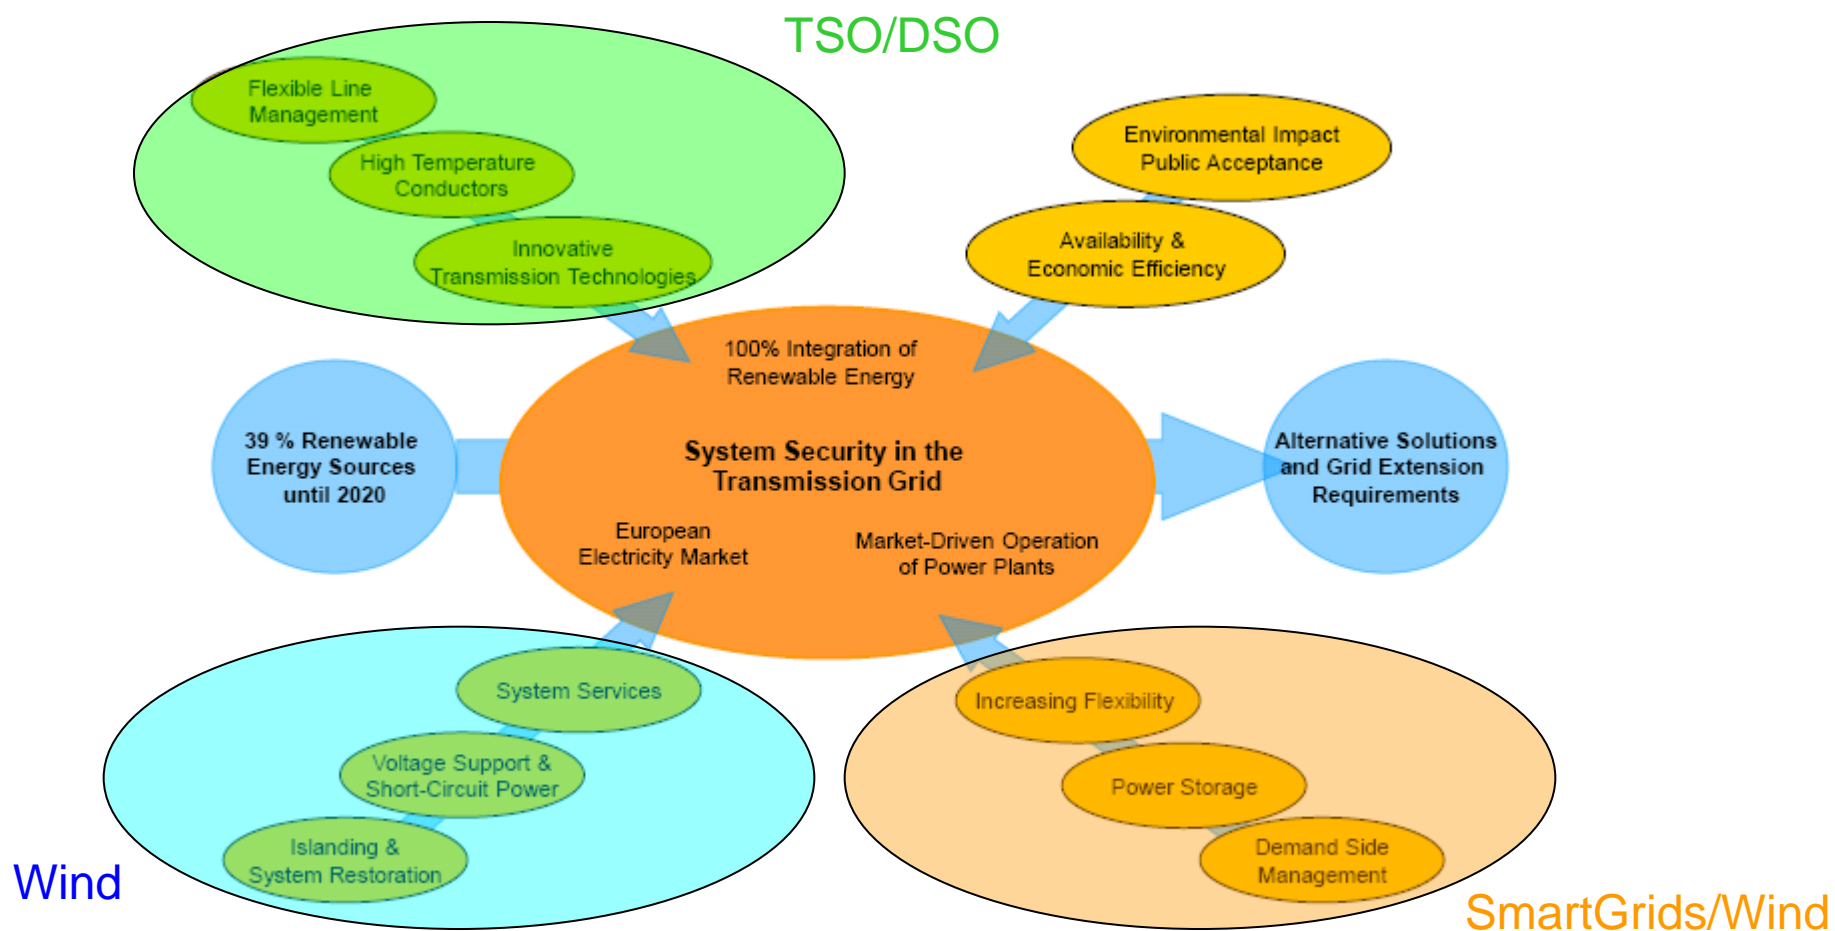 TSO/DSO
Flexible Line
Management
High Temperature
Conductors
Innovative
Transmission Technologies
Environmental Impact
Public Acceptance
Availability &
Economic Efficiency
100% Integration of
Renewable Energy
39 % Renewable
Energy Sources
until 2020
System Security in the
Transmission Grid
European
Electricity Market
Market-Driven Operation
of Power Plants
Alternative Solutions
and Grid Extension
Requirements
System Services
Voltage Support &
Short-Circuit Power
Islanding &
System Restoration
Wind
Increasing Flexibility
Power Storage
Demand Side
Management
SmartGrids/Wind